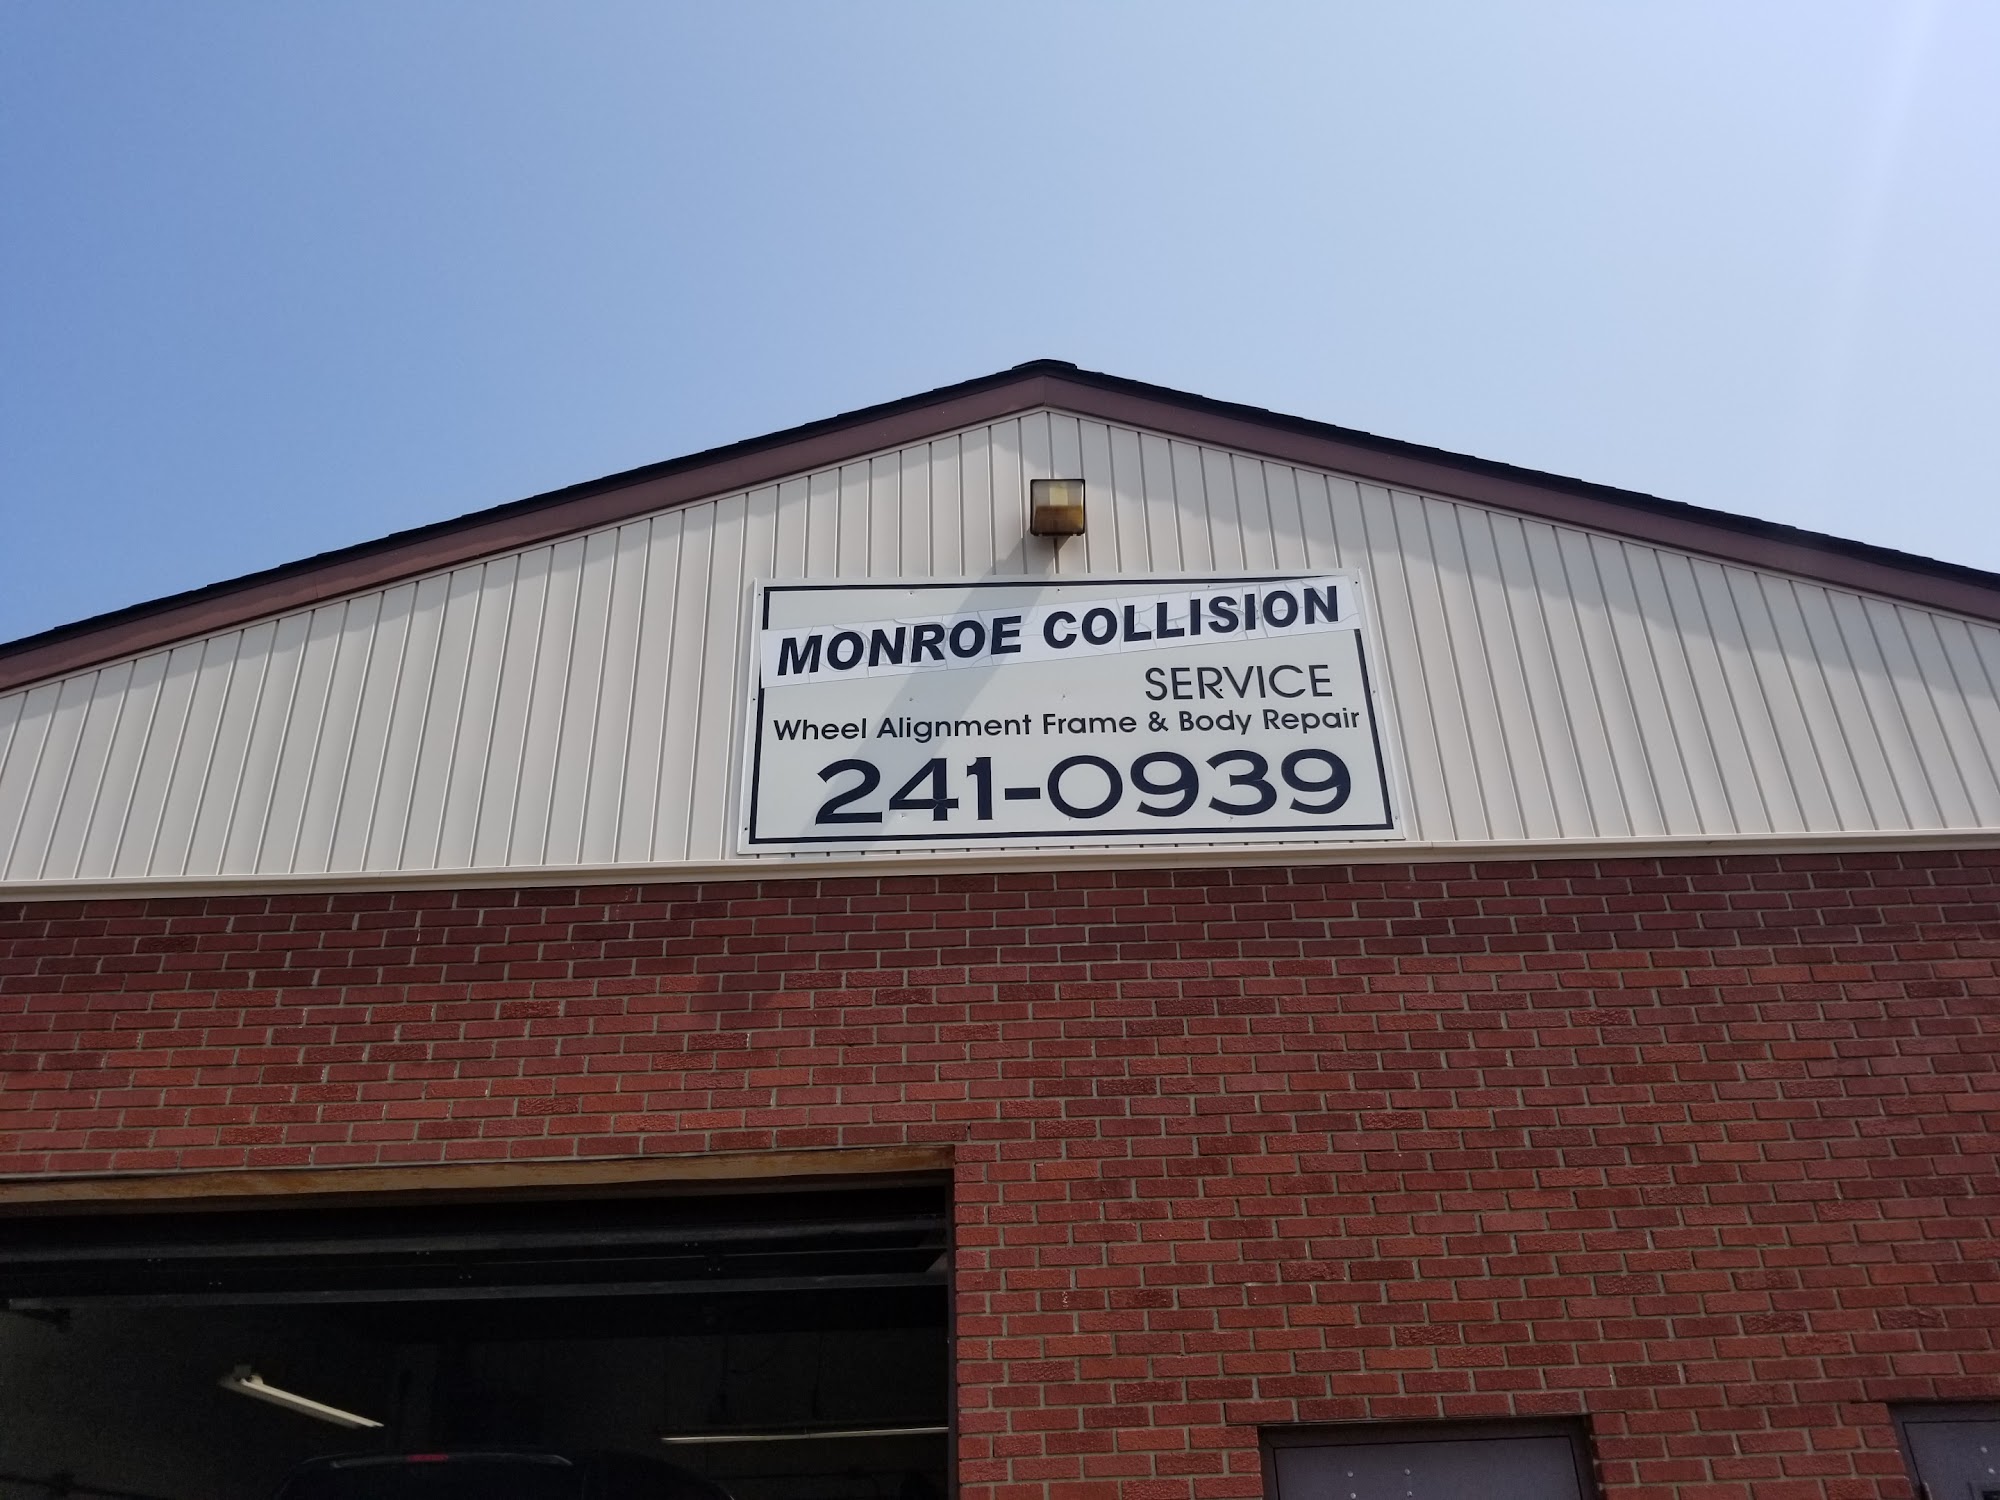 MONROE COLLISION
SERVICE
Wheel Alignment Frame & Body Repair
241-0939